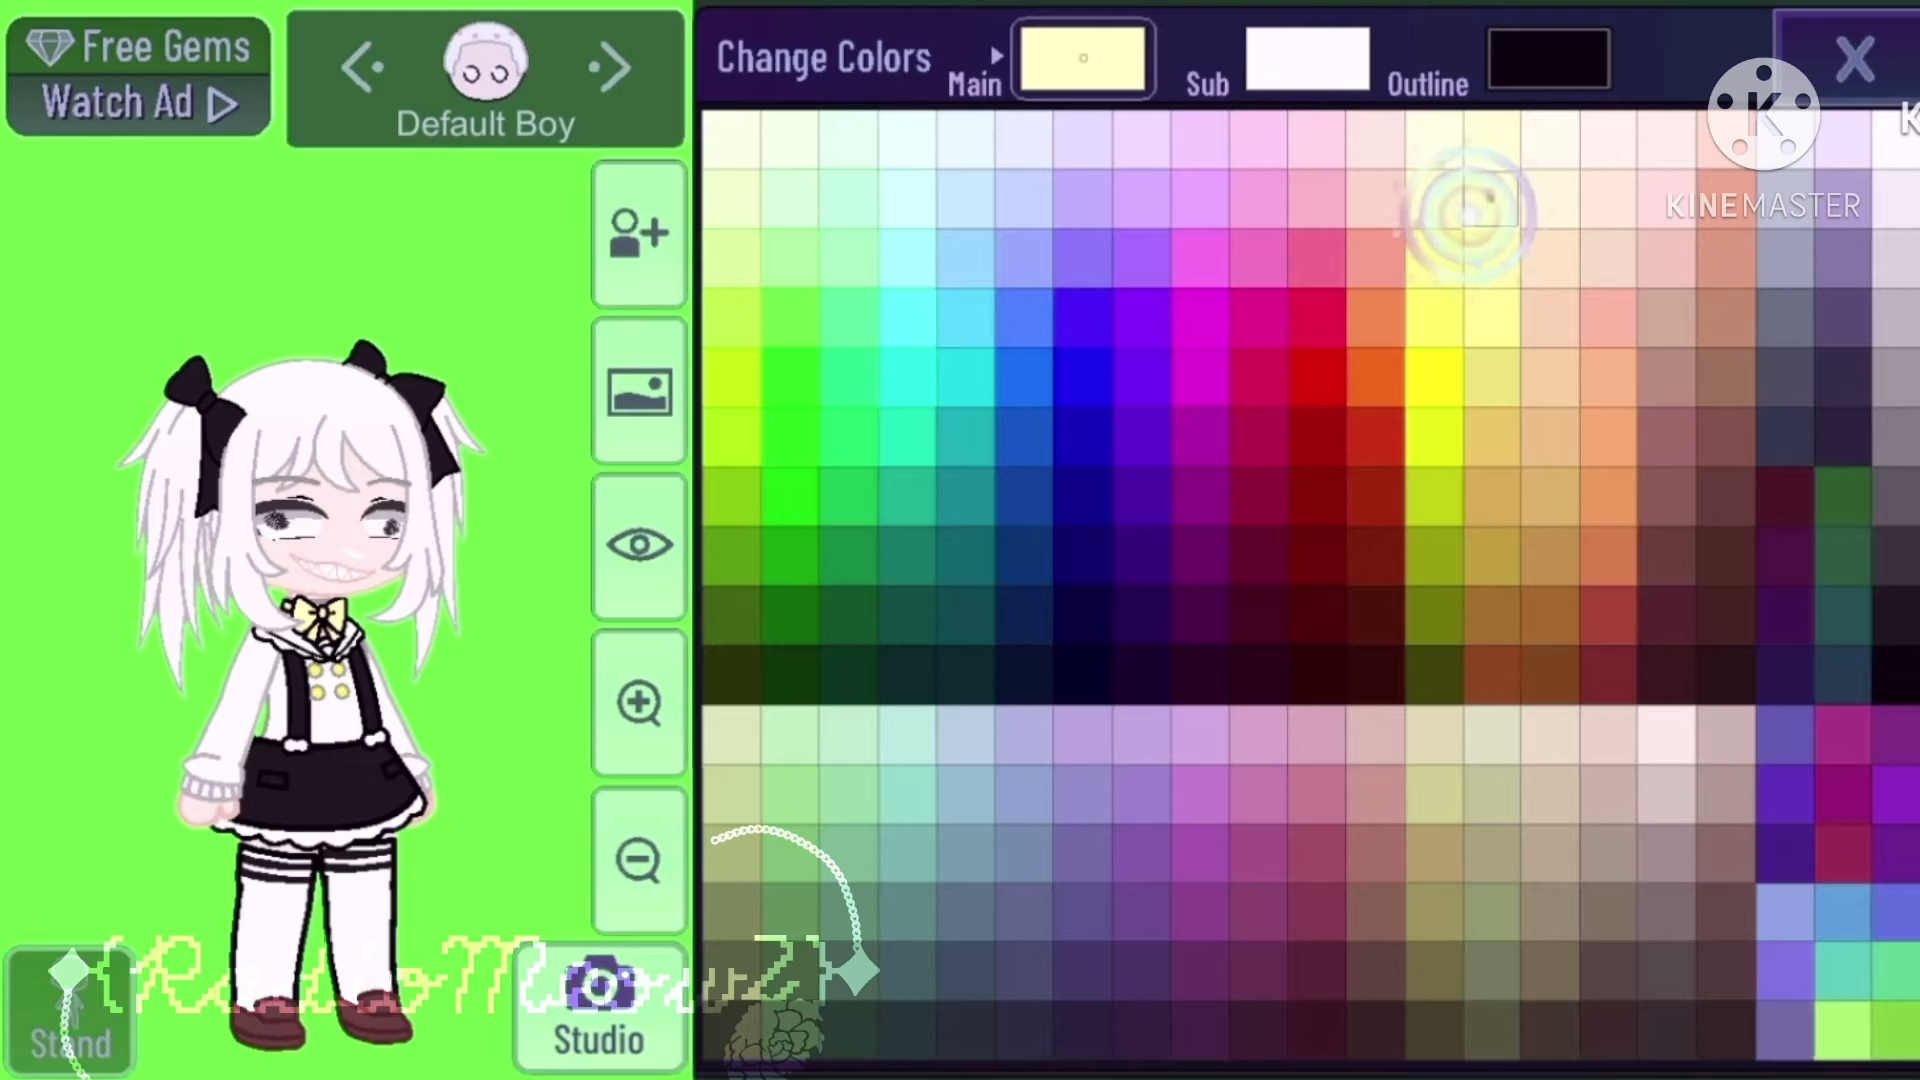 Free Gems
Watch Ad
Default Boy
Change Colors
Main
Sub
Outline
X
K
K
KINEMASTER
Stand
Studio